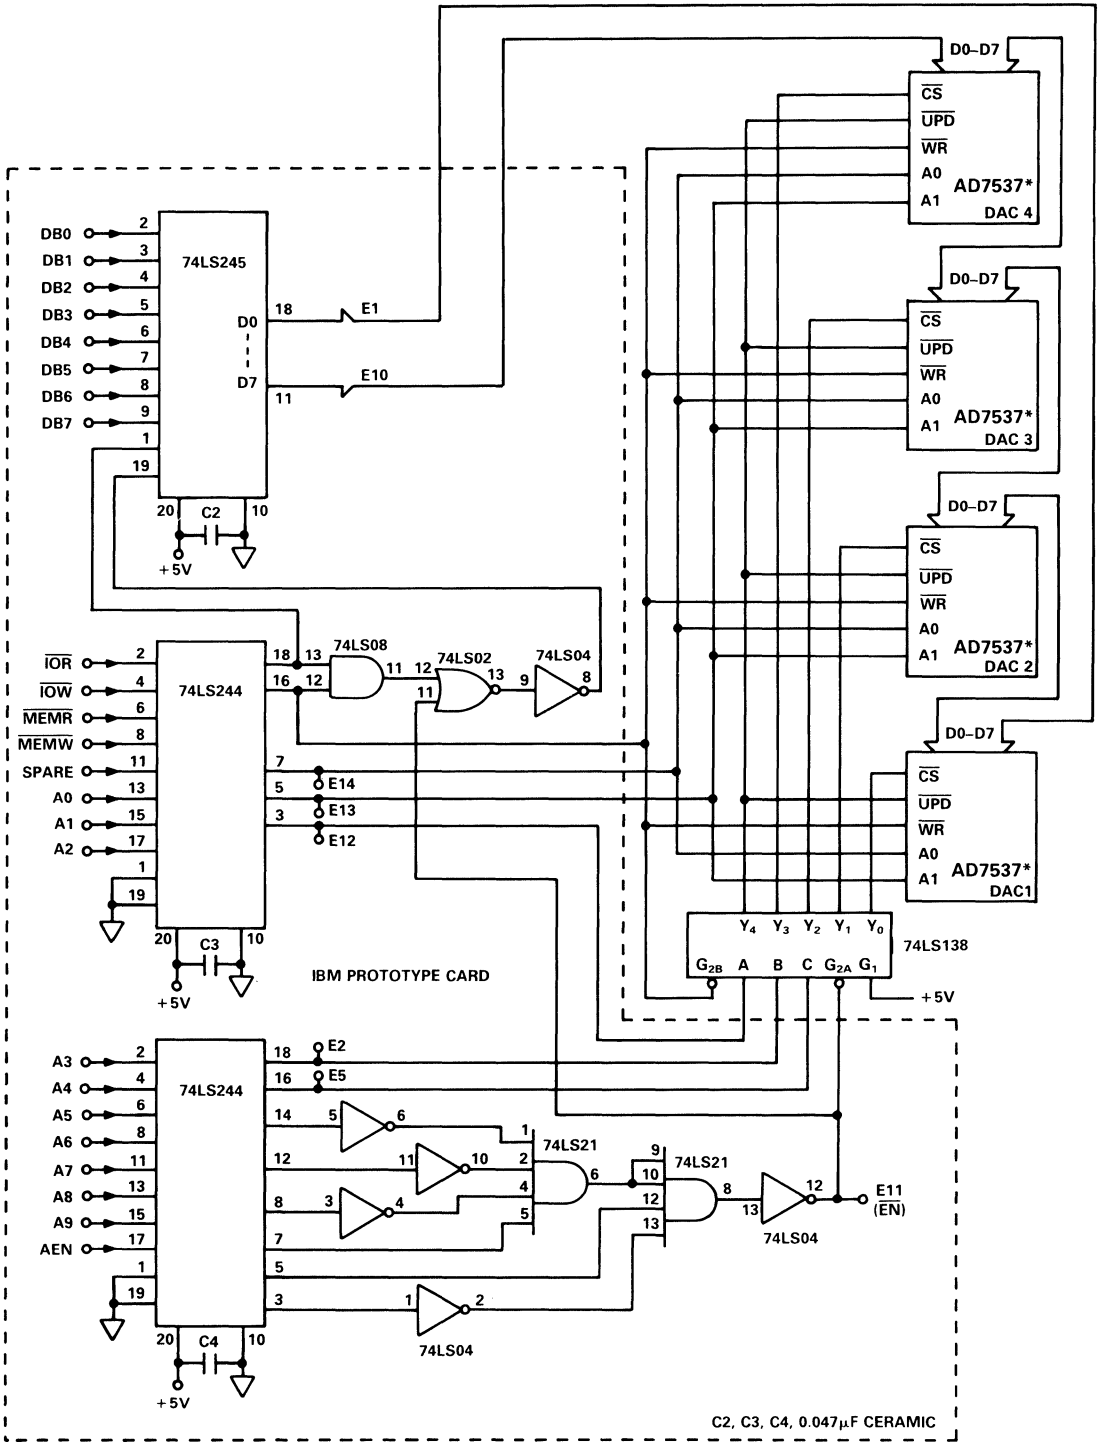 D0–D7
CS
UPD
WR
A0
A1
AD7537*
DAC 4
DB0 2
DB1 3
DB2 4
DB3 5
DB4 6
DB5 7
DB6 8
DB7 9
1
19
74LS245
D0
D7
18 E1
E10
11
20 C2 10
+5V
D0–D7
CS
UPD
WR
A0
A1
AD7537*
DAC 3
D0–D7
CS
UPD
WR
A0
A1
AD7537*
DAC 2
IOR 2
IOW 4
MEMR 6
MEMW 8
SPARE 11
A0 13
A1 15
A2 17
1
19
74LS244
18 13
16 12
74LS08
11 12
11
74LS02
13 9
74LS04
8
7
E14
5
E13
3
E12
20 C3 10
+5V
IBM PROTOTYPE CARD
D0–D7
CS
UPD
WR
A0
A1
AD7537*
DAC1
Y4 Y3 Y2 Y1 Y0
74LS138
G2B A B C G2A G1
+5V
A3 2
A4 4
A5 6
A6 8
A7 11
A8 13
A9 15
AEN 17
1
19
74LS244
18 E2
16 E5
14 5 6
12 11 10
8 3 4
7
5
3 1 2
74LS04
1
2
4
5
74LS21
6
9
10
12
13
74LS21
8
13
12
74LS04
E11
(EN)
20 C4 10
+5V
C2, C3, C4, 0.047μF CERAMIC